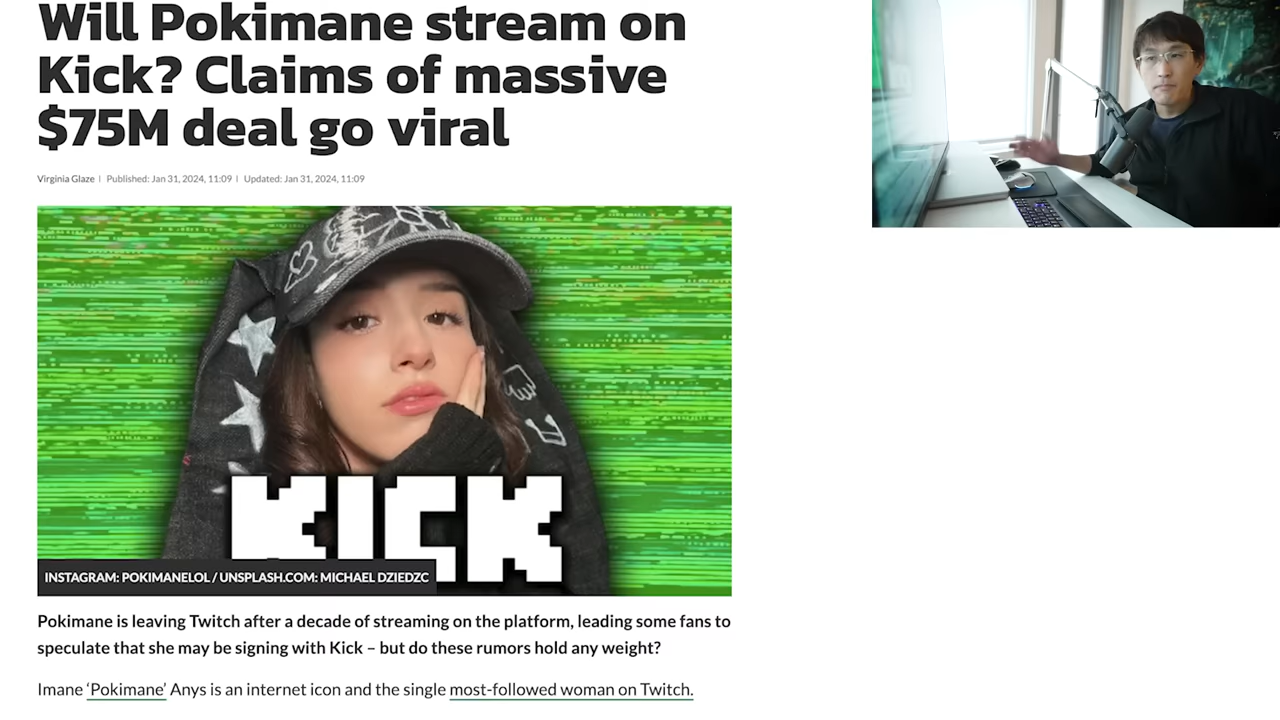 Will Pokimane stream on
Kick? Claims of massive
$75M deal go viral
Virginia Glaze | Published: Jan 31, 2024, 11:09 | Updated: Jan 31, 2024, 11:09
KICK
INSTAGRAM: POKIMANELOL / UNSPLASH.COM: MICHAEL DZIEDZC
Pokimane is leaving Twitch after a decade of streaming on the platform, leading some fans to
speculate that she may be signing with Kick – but do these rumors hold any weight?
Imane ‘Pokimane’ Anys is an internet icon and the single most-followed woman on Twitch.